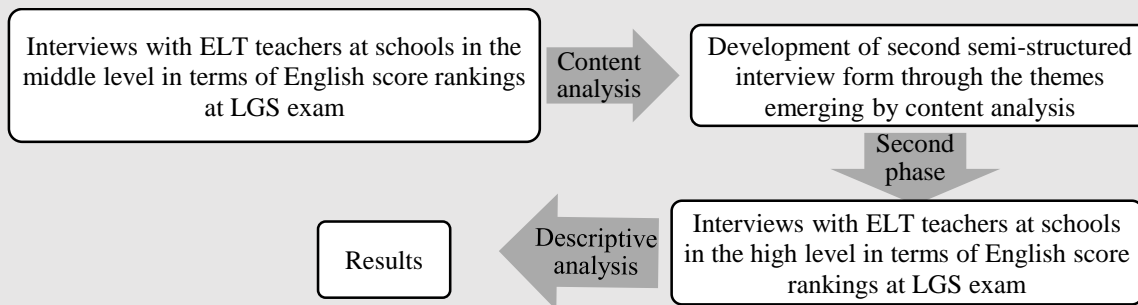 Interviews with ELT teachers at schools in the
middle level in terms of English score rankings
at LGS exam
Content
analysis
Development of second semi-structured
interview form through the themes
emerging by content analysis
Second
phase
Interviews with ELT teachers at schools
in the high level in terms of English score
rankings at LGS exam
Descriptive
analysis
Results